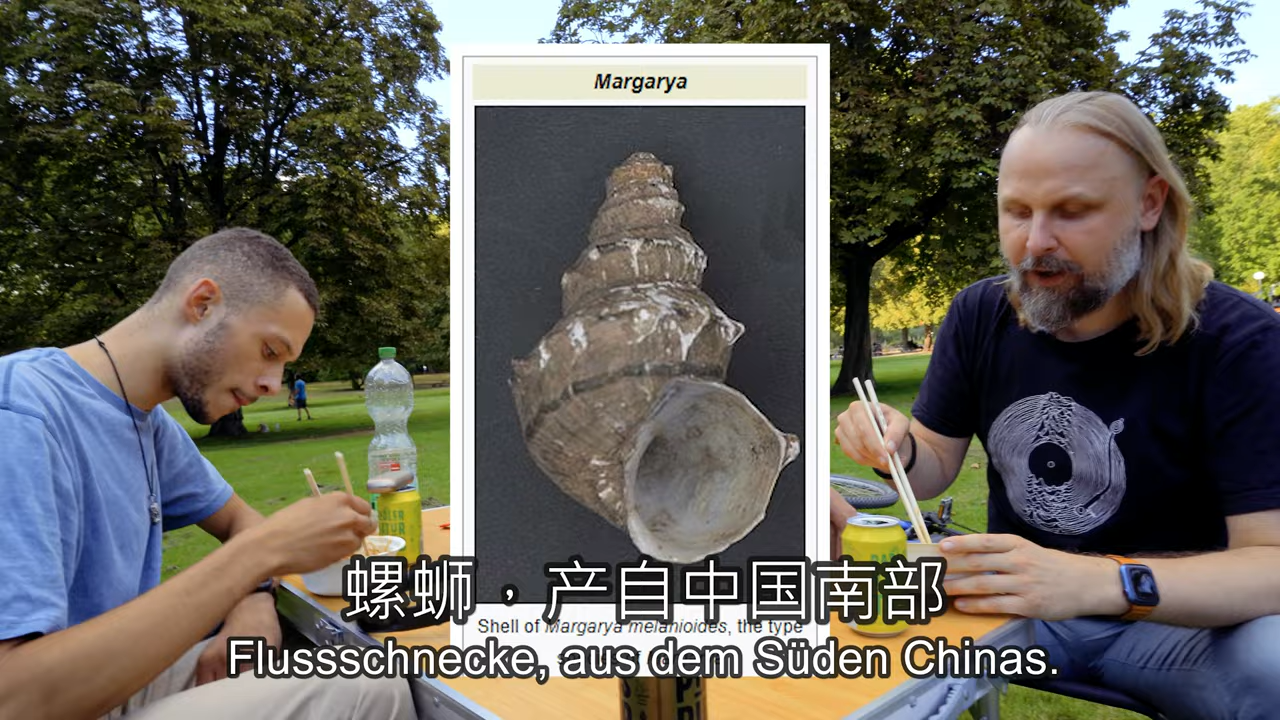 Margarya
Shell of Margarya melanioides, the type
螺蛳，产自中国南部
Flussschnecke, aus dem Süden Chinas.